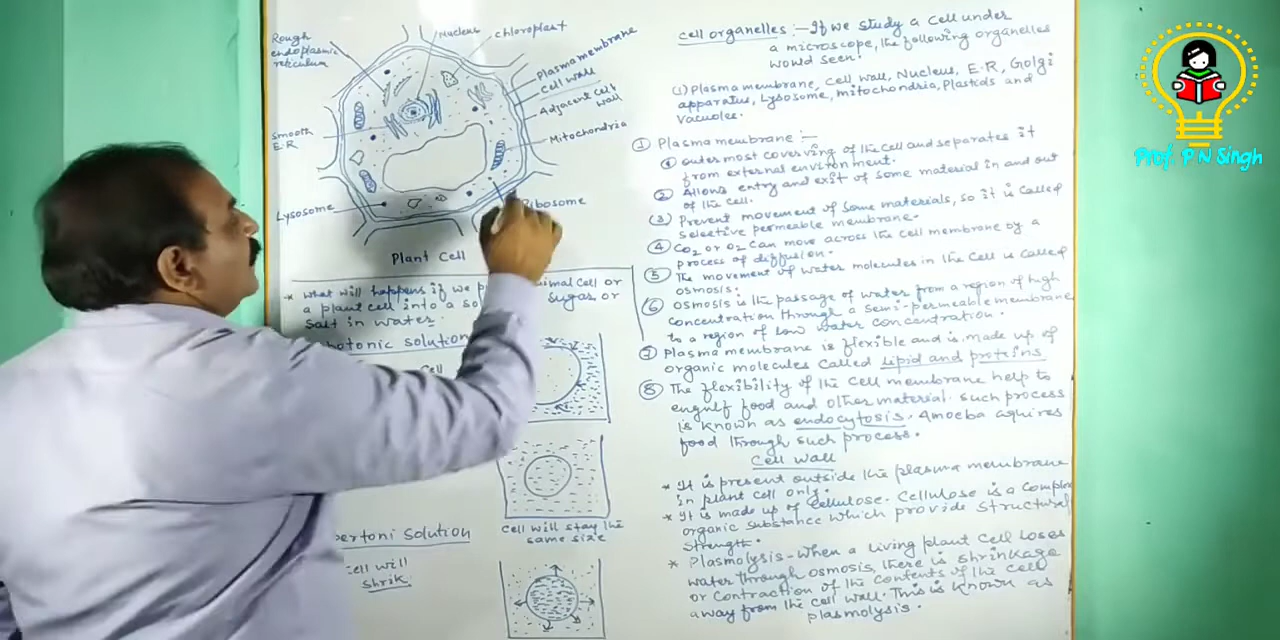 Rough
endoplasmic
reticulum
Nucleus
chloroplast
Plasma membrane
Cell wall
Adjacent cell
wall
Mitochondria
Smooth
E.R
Lysosome
Ribosome
Plant Cell
* What will happens if we cell or
a plant cell into a sugar or
Salt in water
solution
Cell
Cell will stay the
same size
solution
cell will
shrik
cell organelles :- If we study a cell under
a microscope, the following organelles
would seen.
(1) Plasma membrane, Cell wall, Nucleus, E.R, Golgi
apparatus, Lysosome, mitochondria, Plastids and
vacuoles.
① Plasma membrane :-
① outermost covering of the cell and separates it
from external environment.
② Allows entry and exit of some material in and out
of the cell.
(3) Prevent movement of some materials, so it is called
selective permeable membrane.
④ CO2 or O2 can move across the cell membrane by a
process of diffusion.
⑤ The movement of water molecules in the cell is called
osmosis.
⑥ osmosis is the passage of water from a region of high
concentration through a semi-permeable membrane
to a region of low water concentration.
⑦ Plasma membrane is flexible and is made up of
organic molecules called lipid and proteins
⑧ The flexibility of the cell membrane help to
engulf food and other material. such process
is known as endocytosis. Amoeba aquires
food through such process.
Cell wall
* It is present outside the plasma membrane
in plant cell only.
* It is made up of cellulose. Cellulose is a
organic substance which provide structural
strength.
* Plasmolysis - when a living plant cell loses
water through osmosis, there is shrinkage
or contraction of the contents of the cell
away from the cell wall. This is known as
plasmolysis.
Prof. P N Singh